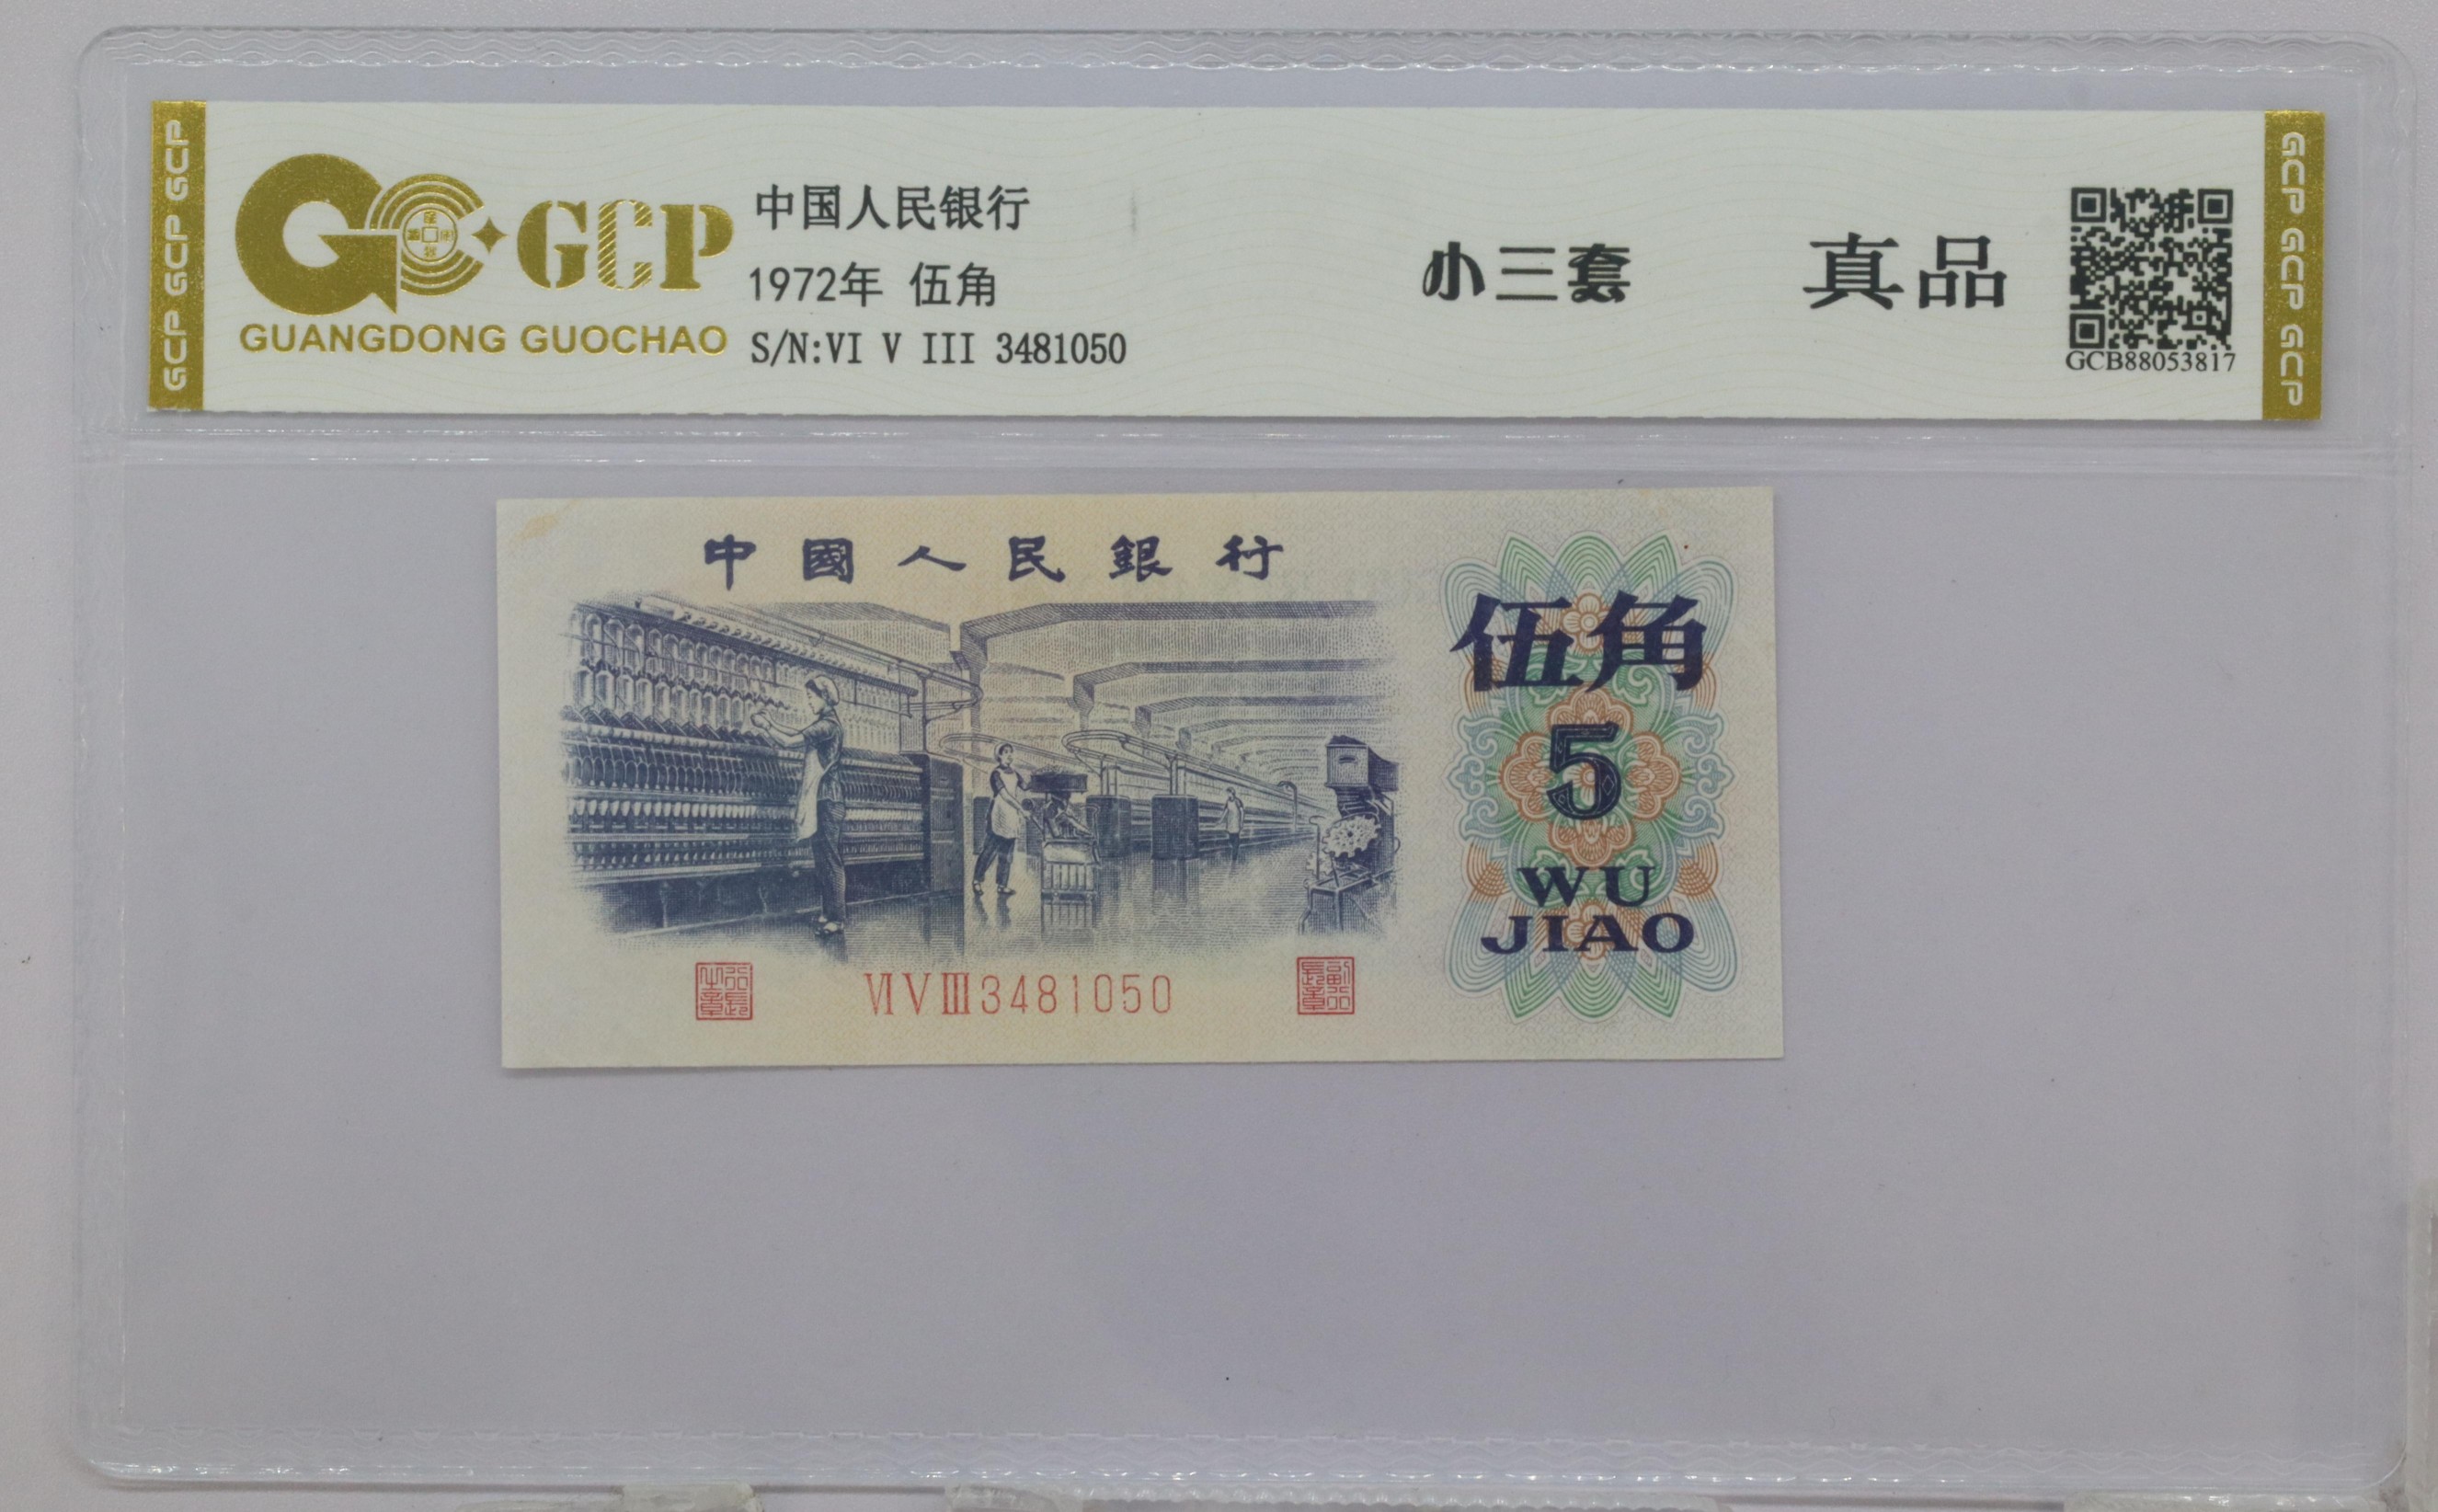 GCP GCP GCP
GCP
GUANGDONG GUOCHAO
中国人民银行
1972年 伍角
S/N:VI V III 3481050
小三套
真品
GCB88053817
GCP GCP GCP
中國人民銀行
伍角
5
WU
JIAO
ⅥⅤⅢ3481050